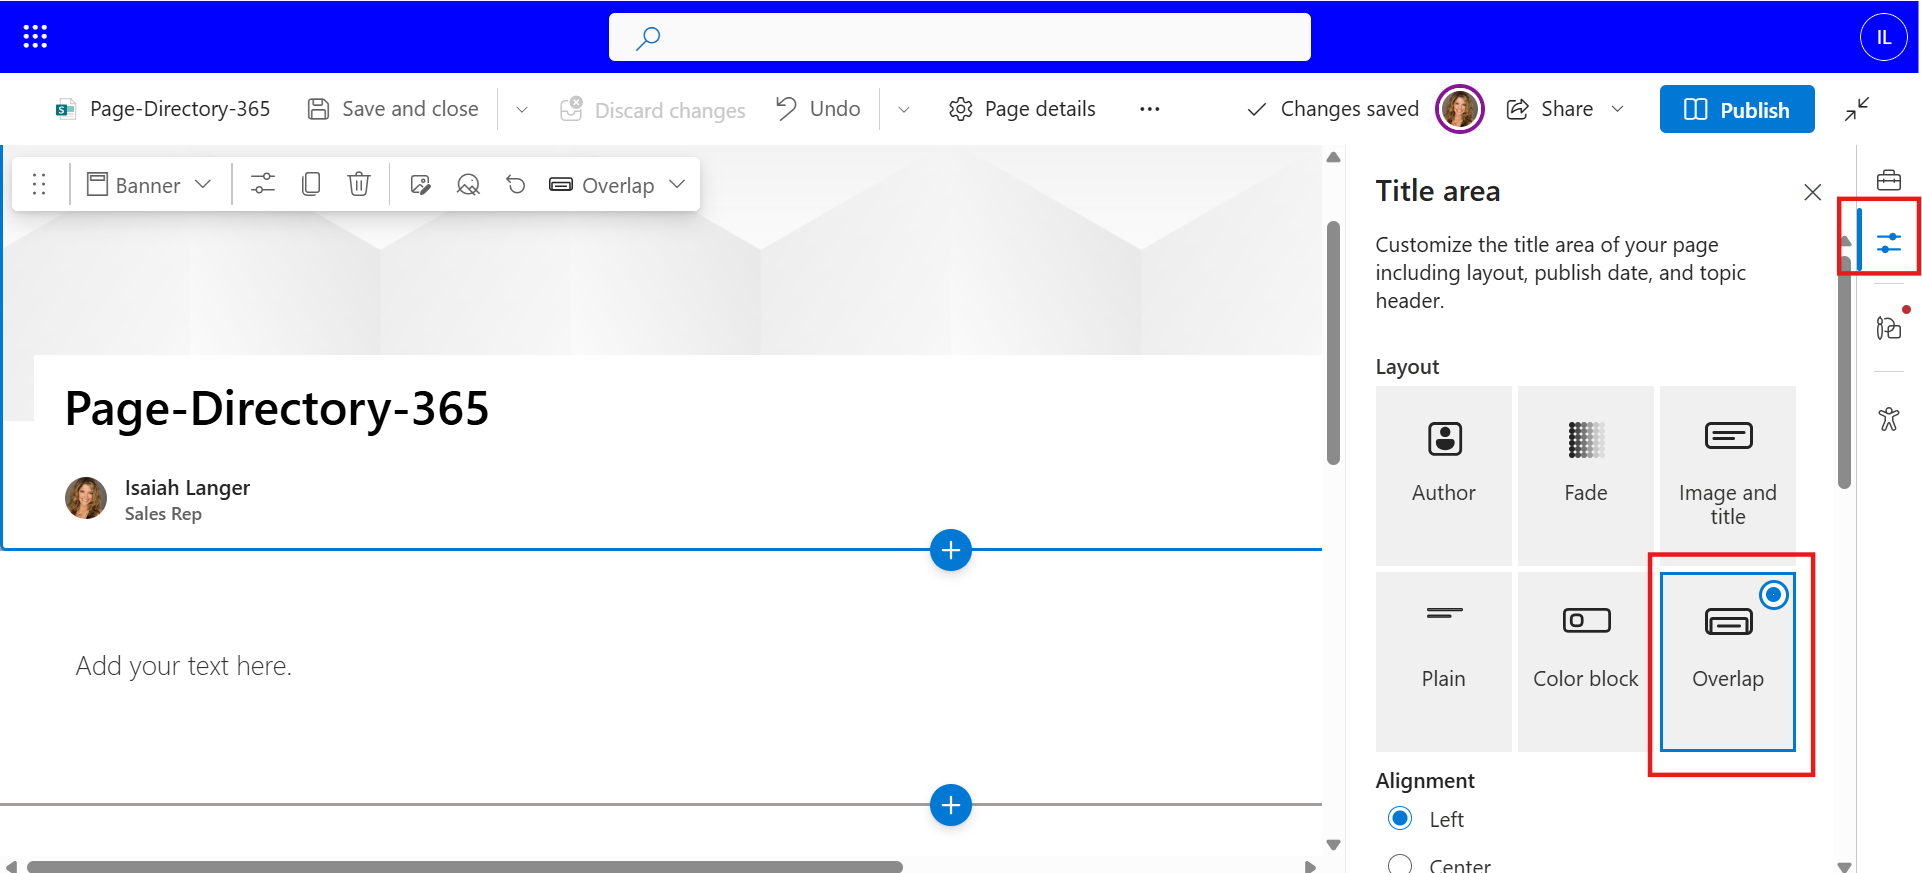 IL
Page-Directory-365
Save and close
Discard changes
Undo
Page details
Changes saved
Share
Publish
Banner
Overlap
Page-Directory-365
Isaiah Langer
Sales Rep
Add your text here.
Title area
Customize the title area of your page
including layout, publish date, and topic
header.
Layout
Author
Fade
Image and
title
Plain
Color block
Overlap
Alignment
Left
Center